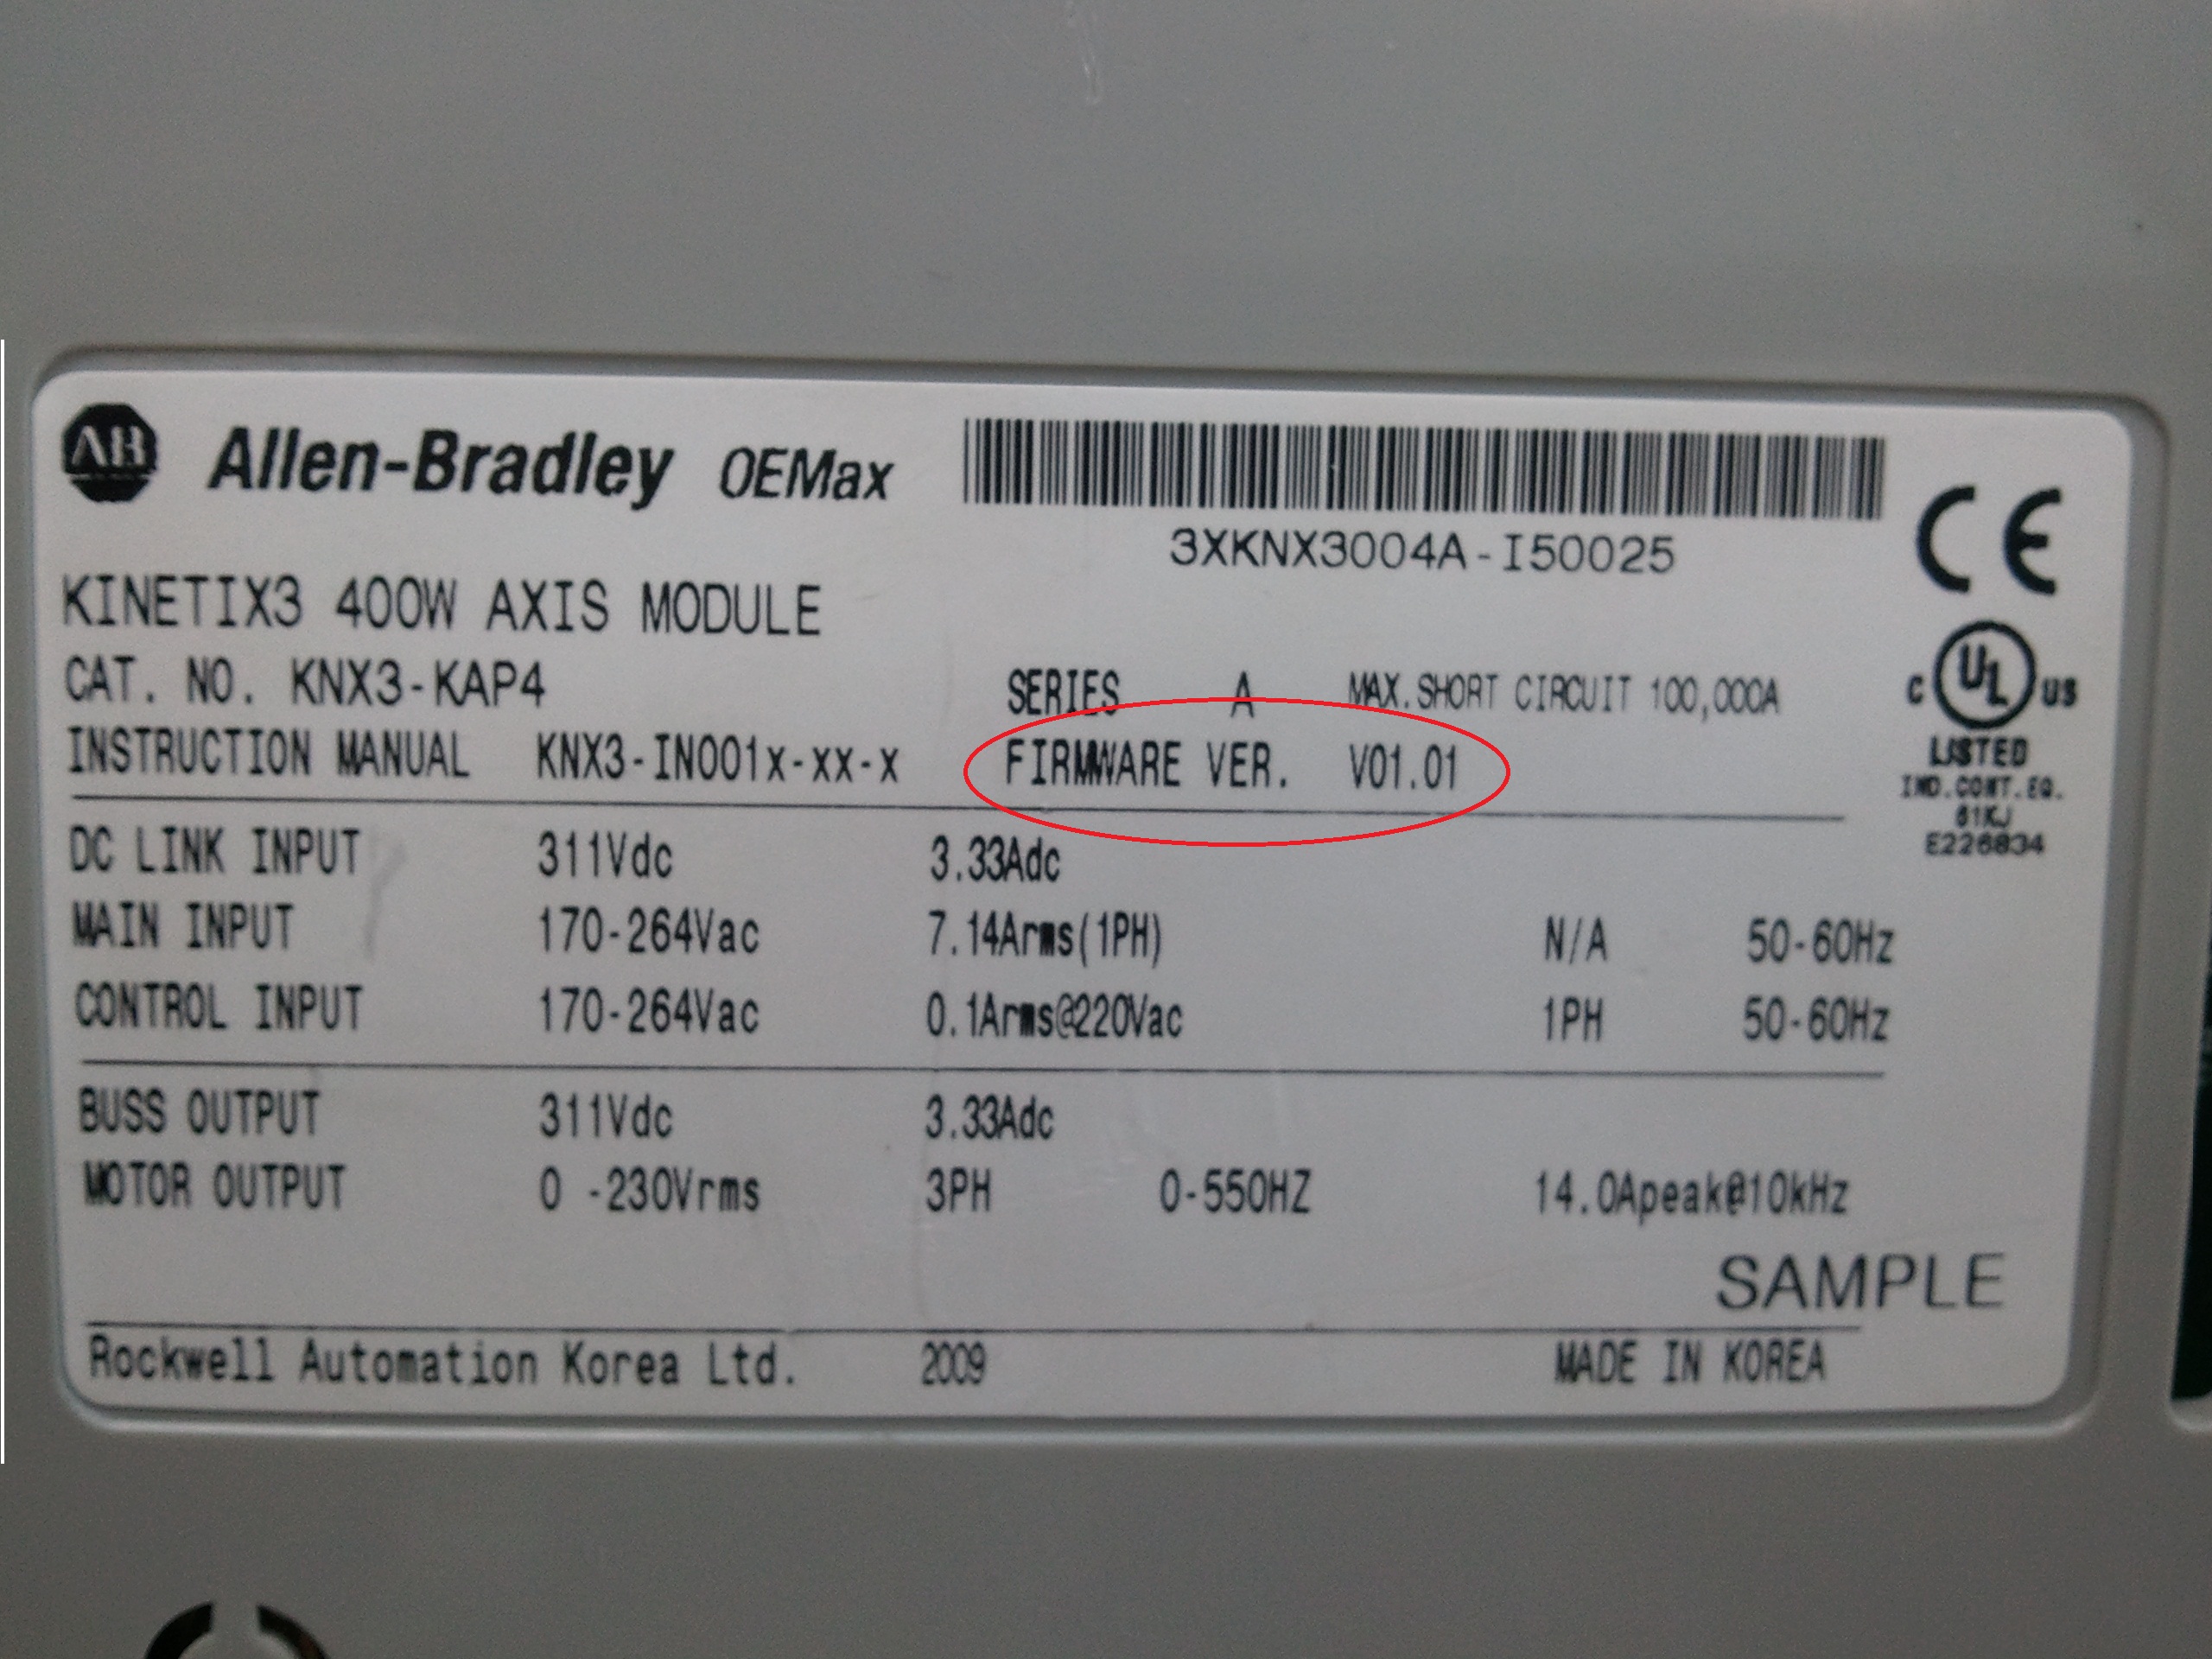 AB Allen-Bradley OEMax
3XKNX3004A-I50025
CE
KINETIX3 400W AXIS MODULE
CAT. NO. KNX3-KAP4
SERIES A MAX.SHORT CIRCUIT 100,000A
C UL US
INSTRUCTION MANUAL KNX3-IN001x-xx-x FIRMWARE VER. V01.01
LISTED
IND.CONT.EQ.
61KJ
E226834
DC LINK INPUT 311Vdc 3.33Adc
MAIN INPUT 170-264Vac 7.14Arms(1PH) N/A 50-60Hz
CONTROL INPUT 170-264Vac 0.1Arms@220Vac 1PH 50-60Hz
BUSS OUTPUT 311Vdc 3.33Adc
MOTOR OUTPUT 0 -230Vrms 3PH 0-550HZ 14.0Apeak@10kHz
SAMPLE
Rockwell Automation Korea Ltd. 2009 MADE IN KOREA